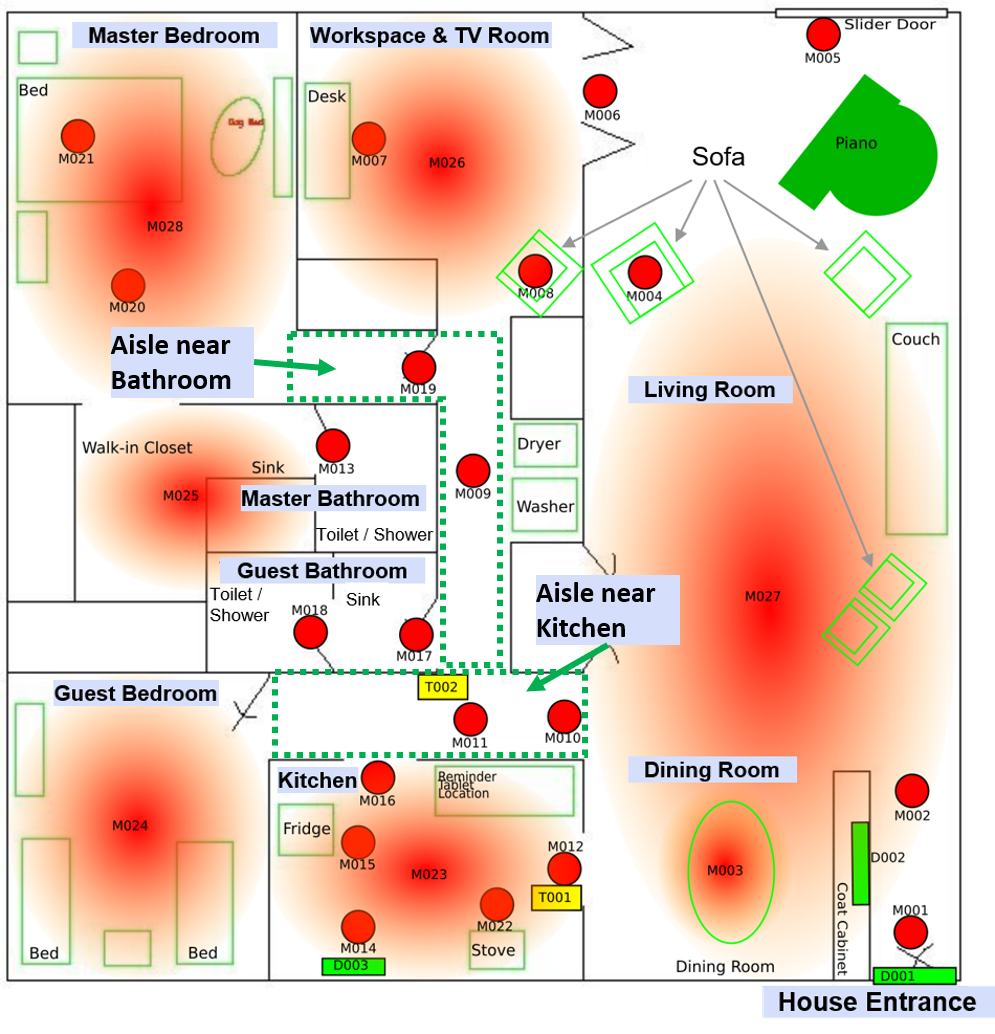 Slider Door
Master Bedroom
Workspace & TV Room
M005
Bed
Desk
M006
Dog Bed
Sofa
Piano
M021
M007
M026
M028
M020
M008
M004
Aisle near
Bathroom
Couch
M019
Living Room
Walk-in Closet
Sink
M013
Dryer
M025
Master Bathroom
M009
Washer
Toilet / Shower
Guest Bathroom
Toilet /
Shower
Sink
Aisle near
Kitchen
M027
M018
M017
Guest Bedroom
T002
M011
M010
Kitchen
Reminder
Tablet
Location
Dining Room
M016
M002
Fridge
M024
M015
M023
M012
M003
D002
T001
M022
Coat Cabinet
M001
M014
Bed
Bed
D003
Stove
Dining Room
D001
House Entrance